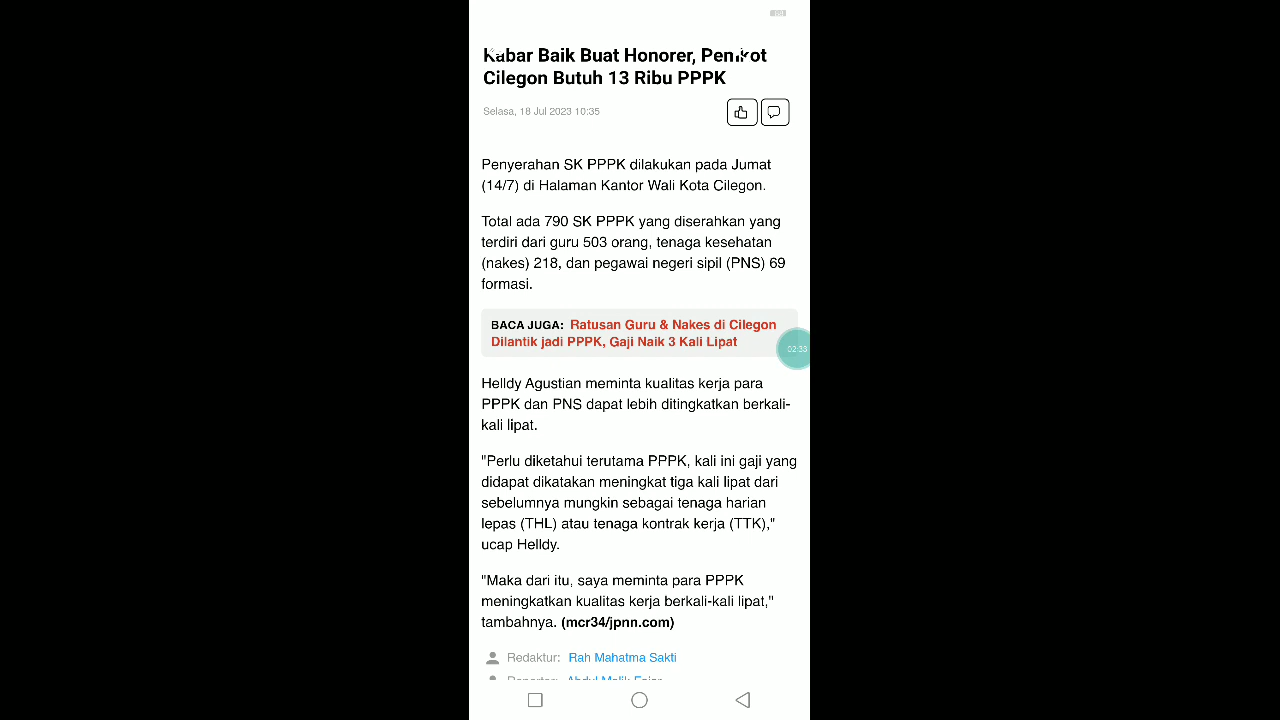 Kabar Baik Buat Honorer, Pemkot
Cilegon Butuh 13 Ribu PPPK
Selasa, 18 Jul 2023 10:35
Penyerahan SK PPPK dilakukan pada Jumat
(14/7) di Halaman Kantor Wali Kota Cilegon.
Total ada 790 SK PPPK yang diserahkan yang
terdiri dari guru 503 orang, tenaga kesehatan
(nakes) 218, dan pegawai negeri sipil (PNS) 69
formasi.
BACA JUGA: Ratusan Guru & Nakes di Cilegon
Dilantik jadi PPPK, Gaji Naik 3 Kali Lipat
02:33
Helldy Agustian meminta kualitas kerja para
PPPK dan PNS dapat lebih ditingkatkan berkali-
kali lipat.
"Perlu diketahui terutama PPPK, kali ini gaji yang
didapat dikatakan meningkat tiga kali lipat dari
sebelumnya mungkin sebagai tenaga harian
lepas (THL) atau tenaga kontrak kerja (TTK),"
ucap Helldy.
"Maka dari itu, saya meminta para PPPK
meningkatkan kualitas kerja berkali-kali lipat,"
tambahnya. (mcr34/jpnn.com)
Redaktur: Rah Mahatma Sakti
Reporter: Abdul Malik Fajar